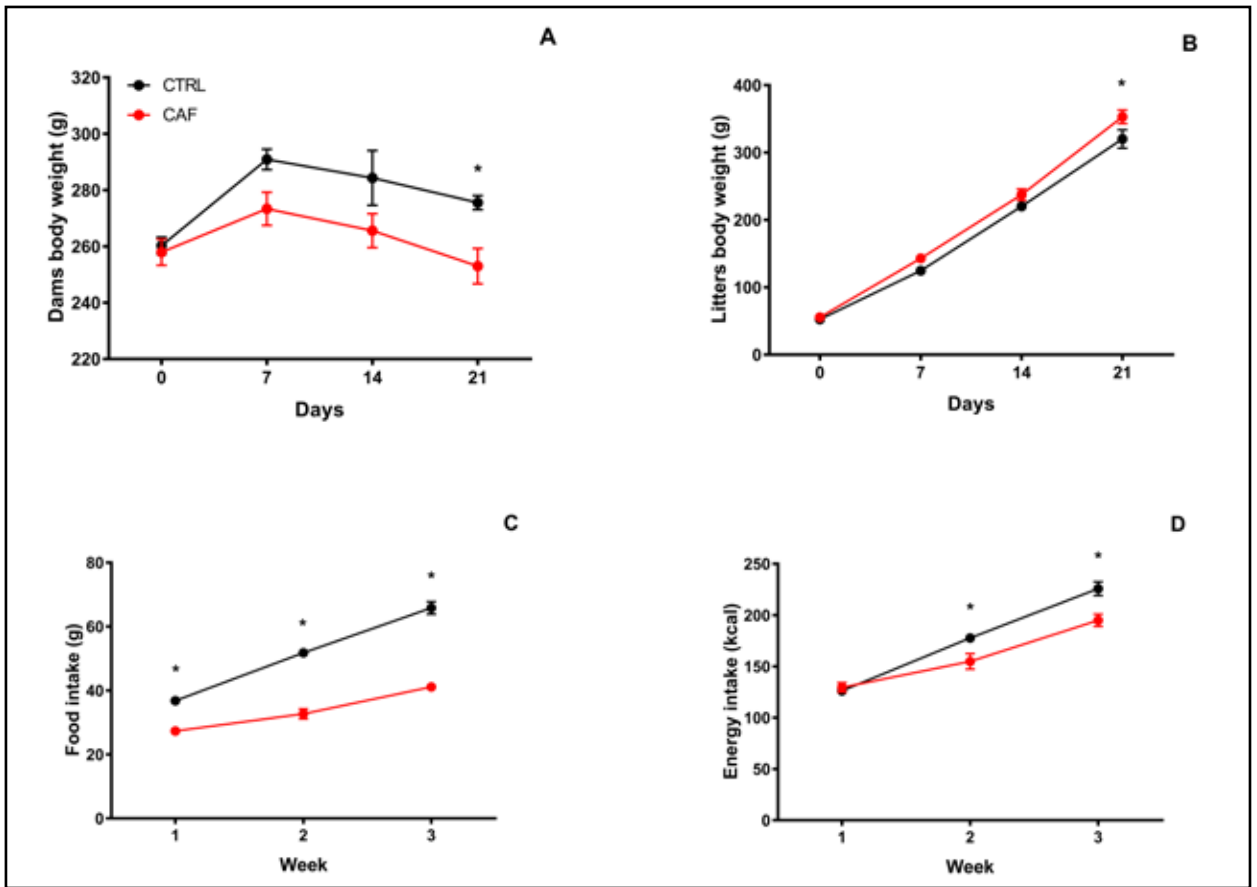 A
Dams body weight (g)
320
300
280
260
240
220
CTRL
CAF
*
0 7 14 21
Days
B
Litters body weight (g)
400
300
200
100
0
*
0 7 14 21
Days
C
Food intake (g)
80
60
40
20
0
* * *
1 2 3
Week
D
Energy intake (kcal)
250
200
150
100
50
0
* *
1 2 3
Week